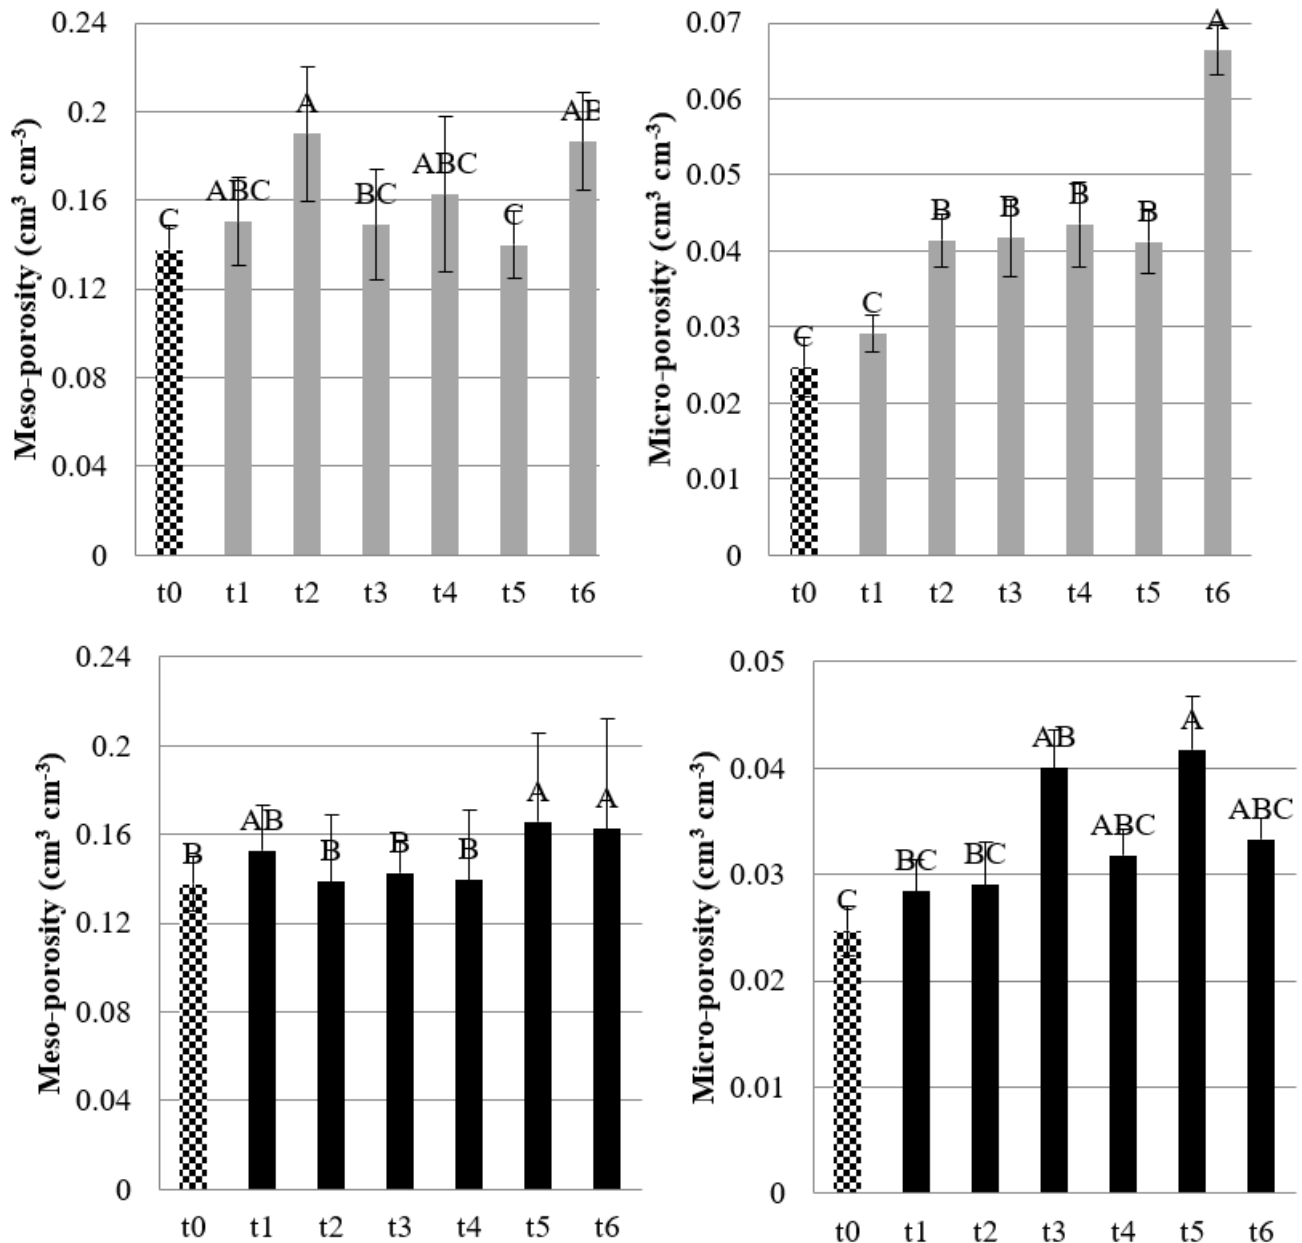 Meso-porosity (cm³ cm⁻³)
0.24
0.2
0.16
0.12
0.08
0.04
0
C
ABC
A
BC
ABC
C
AB
t0 t1 t2 t3 t4 t5 t6
Micro-porosity (cm³ cm⁻³)
0.07
0.06
0.05
0.04
0.03
0.02
0.01
0
C
C
B
B
B
B
A
t0 t1 t2 t3 t4 t5 t6
Meso-porosity (cm³ cm⁻³)
0.24
0.2
0.16
0.12
0.08
0.04
0
B
AB
B
B
B
A
A
t0 t1 t2 t3 t4 t5 t6
Micro-porosity (cm³ cm⁻³)
0.05
0.04
0.03
0.02
0.01
0
C
BC
BC
AB
ABC
A
ABC
t0 t1 t2 t3 t4 t5 t6